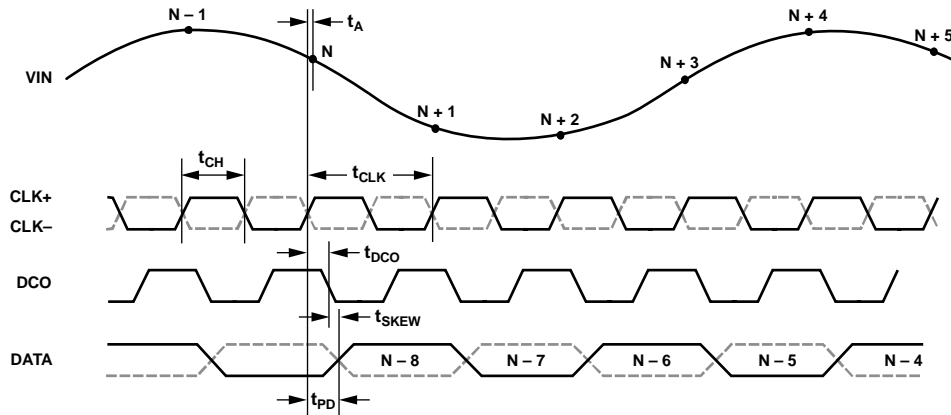 N – 1
tA
N
N + 1
N + 2
N + 3
N + 4
N + 5
VIN
tCH
tCLK
CLK+
CLK–
tDCO
DCO
tSKEW
DATA
N – 8
N – 7
N – 6
N – 5
N – 4
tPD